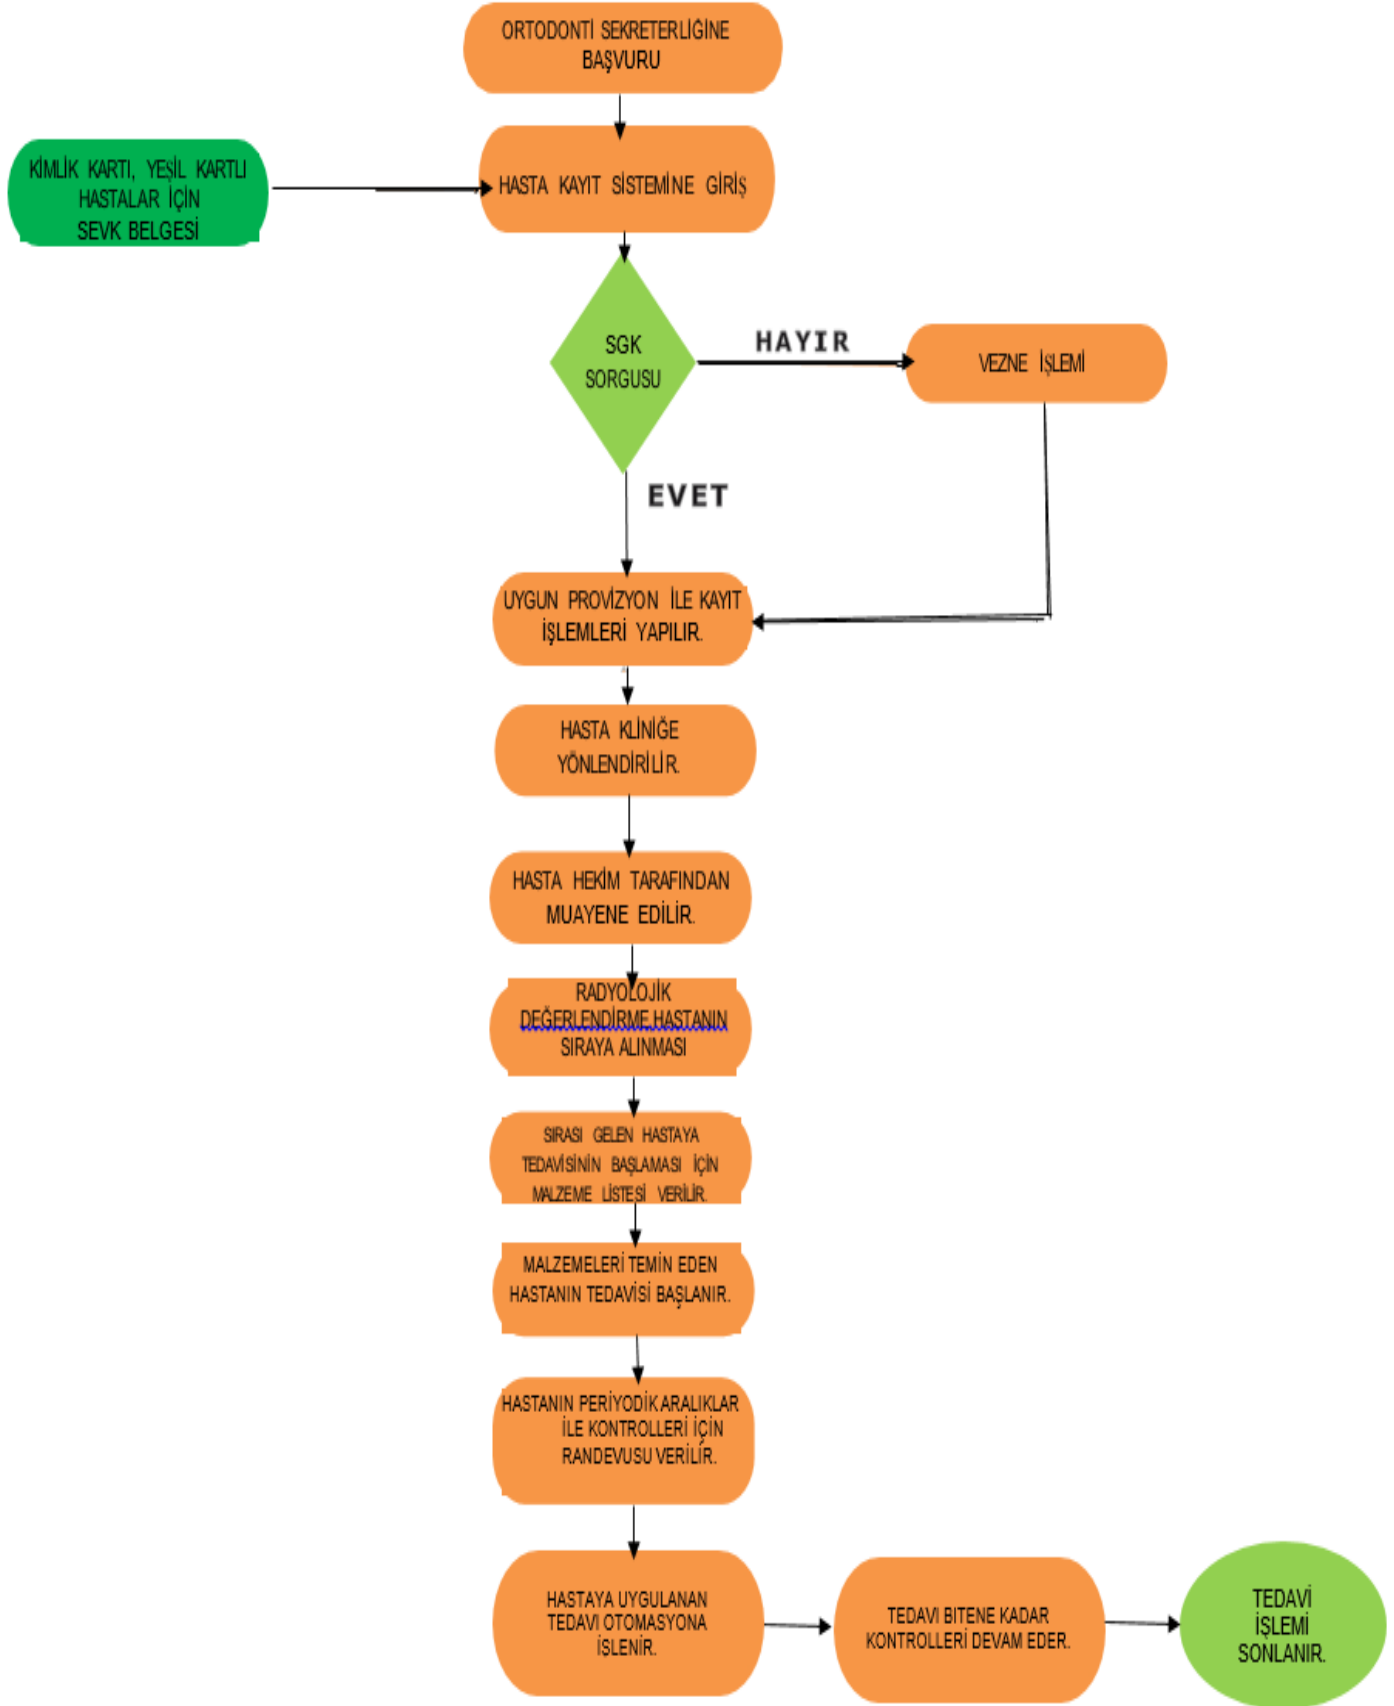 ORTODONTİ SEKRETERLİĞİNE
BAŞVURU
KİMLİK KARTI, YEŞİL KARTLI
HASTALAR İÇİN
SEVK BELGESİ
HASTA KAYIT SİSTEMİNE GİRİŞ
SGK
SORGUSU
HAYIR
VEZNE İŞLEMİ
EVET
UYGUN PROVİZYON İLE KAYIT
İŞLEMLERİ YAPILIR.
HASTA KLİNİĞE
YÖNLENDİRİLİR.
HASTA HEKİM TARAFINDAN
MUAYENE EDİLİR.
RADYOLOJİK
DEĞERLENDİRME,HASTANIN
SIRAYA ALINMASI
SIRASI GELEN HASTAYA
TEDAVİSİNİN BAŞLAMASI İÇİN
MALZEME LİSTESİ VERİLİR.
MALZEMELERİ TEMİN EDEN
HASTANIN TEDAVİSİ BAŞLANIR.
HASTANIN PERİYODİK ARALIKLAR
İLE KONTROLLERİ İÇİN
RANDEVUSU VERİLİR.
HASTAYA UYGULANAN
TEDAVI OTOMASYONA
İŞLENİR.
TEDAVI BITENE KADAR
KONTROLLERİ DEVAM EDER.
TEDAVİ
İŞLEMİ
SONLANIR.